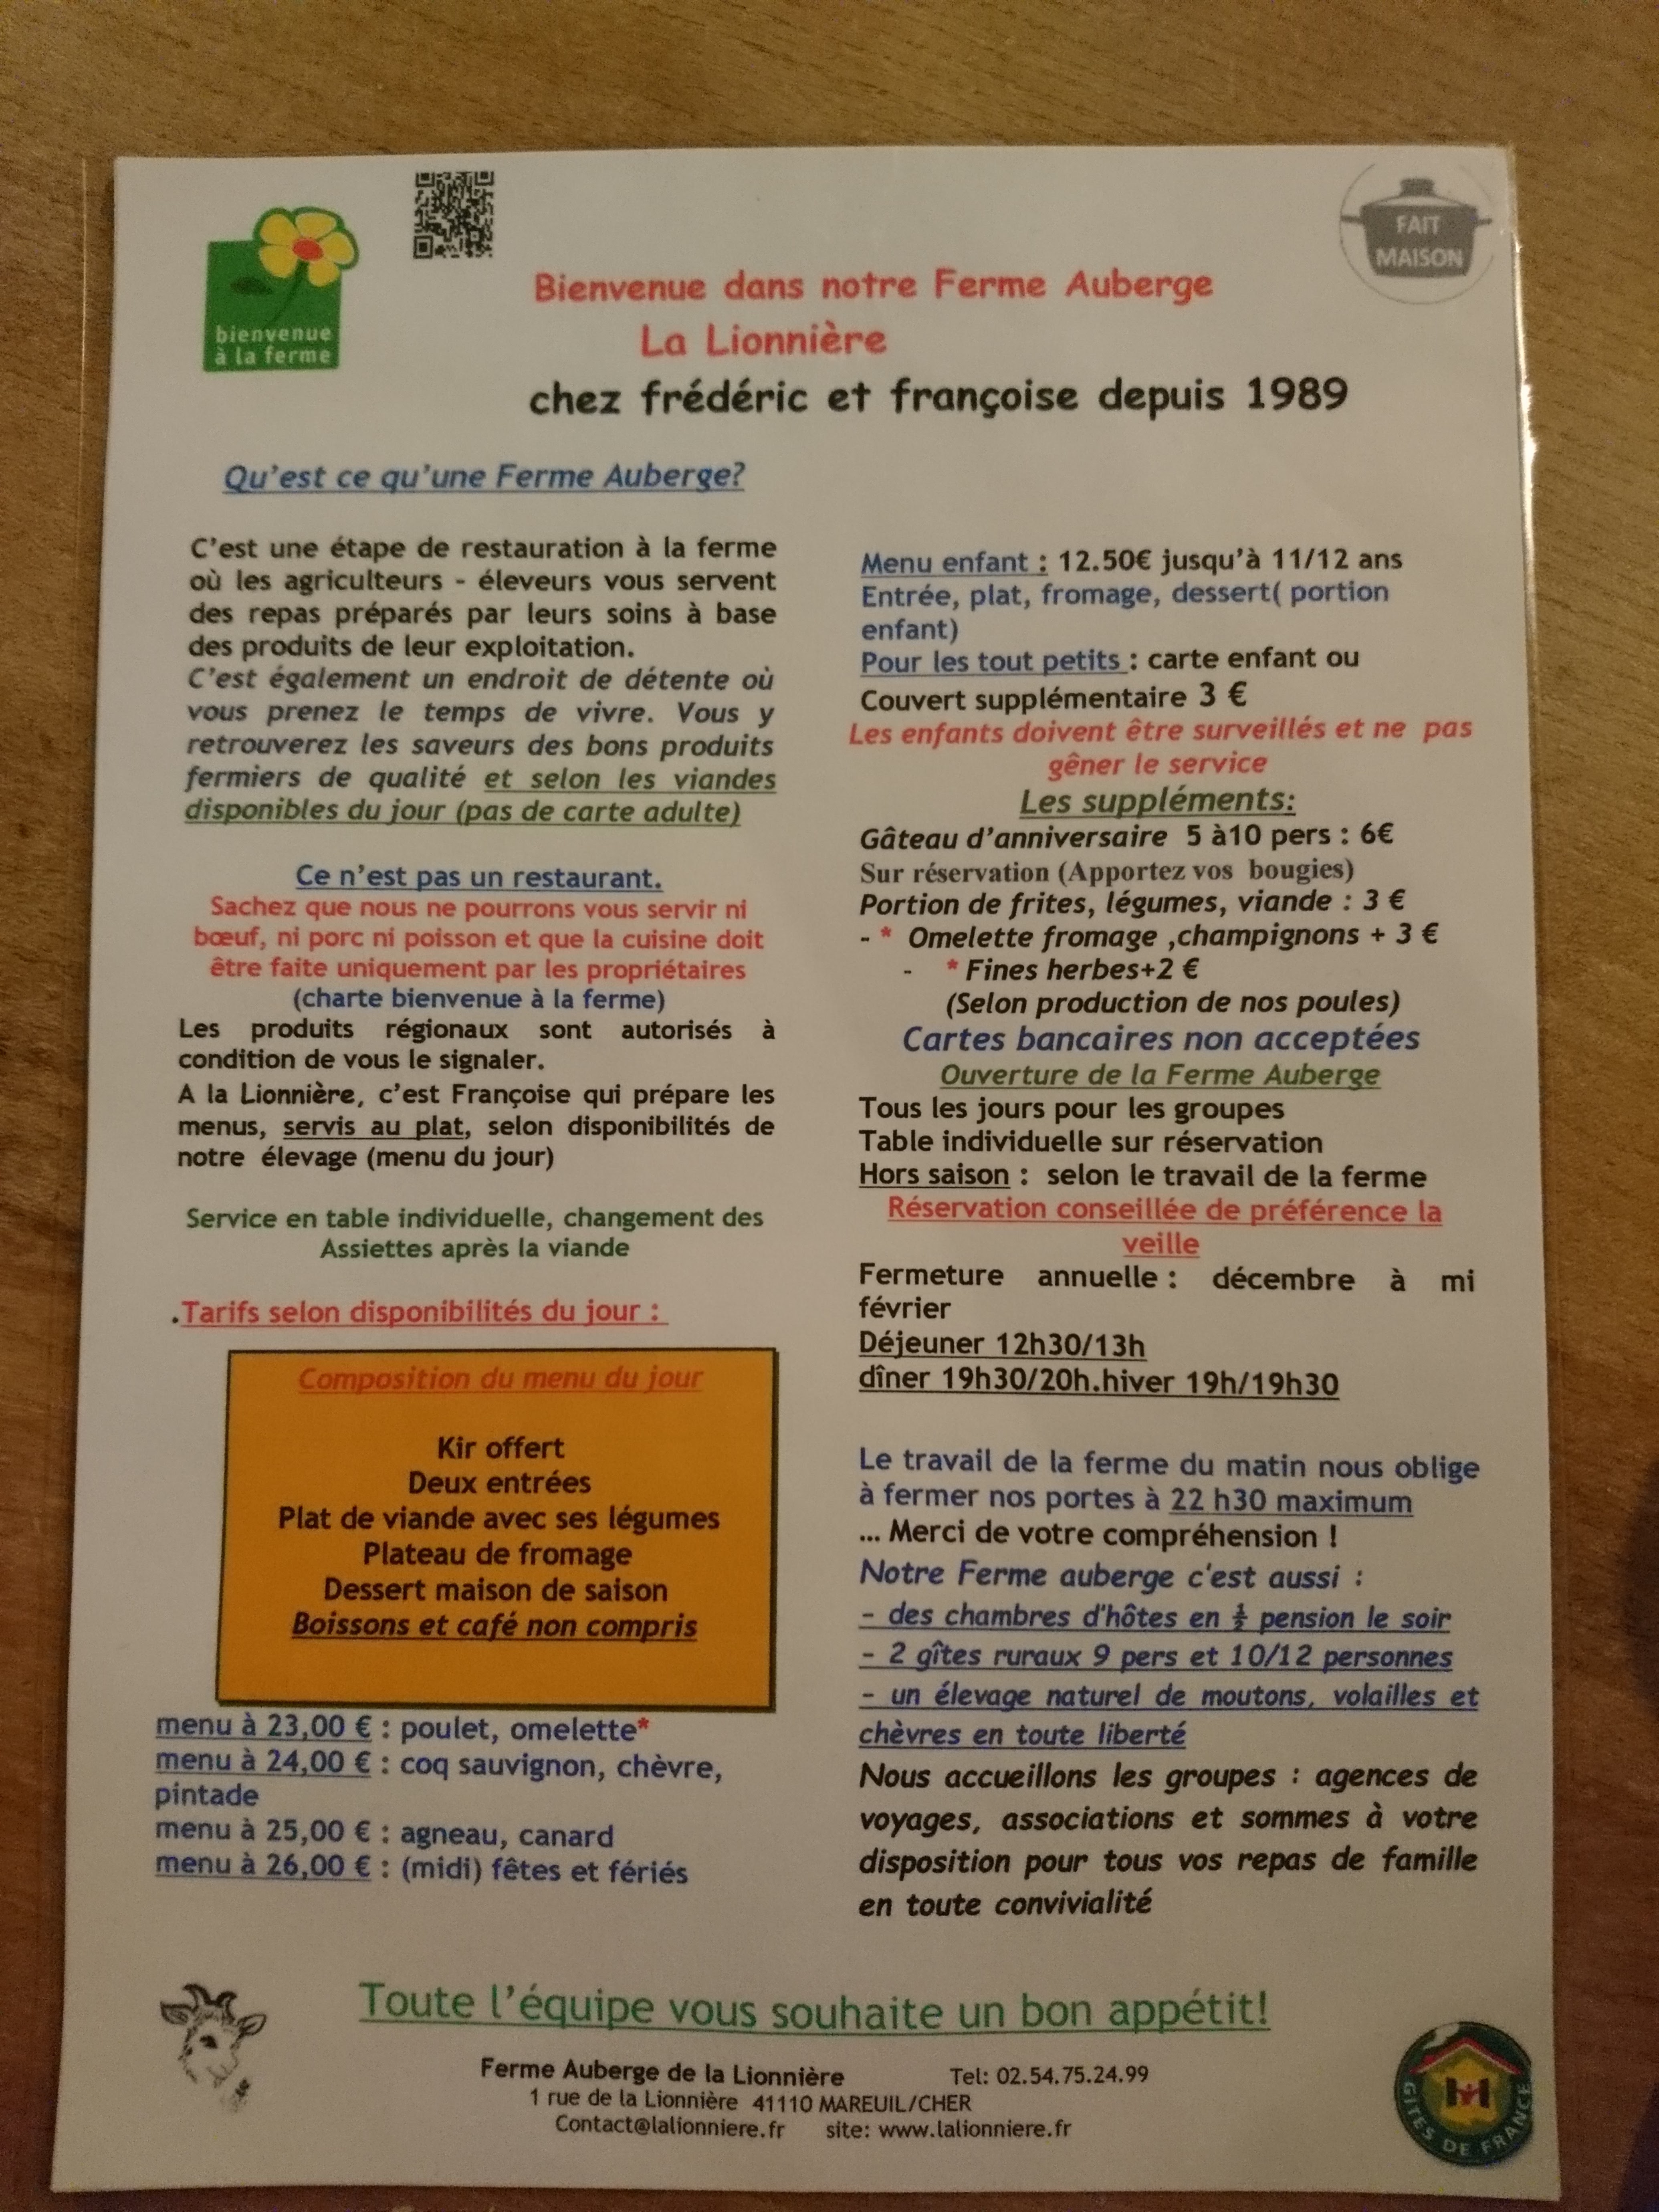 bienvenue
à la ferme
FAIT
MAISON
Bienvenue dans notre Ferme Auberge
La Lionnière
chez frédéric et françoise depuis 1989
Qu'est ce qu'une Ferme Auberge?
C'est une étape de restauration à la ferme
où les agriculteurs - éleveurs vous servent
des repas préparés par leurs soins à base
des produits de leur exploitation.
C'est également un endroit de détente où
vous prenez le temps de vivre. Vous y
retrouverez les saveurs des bons produits
fermiers de qualité et selon les viandes
disponibles du jour (pas de carte adulte)
Ce n'est pas un restaurant.
Sachez que nous ne pourrons vous servir ni
bœuf, ni porc ni poisson et que la cuisine doit
être faite uniquement par les propriétaires
(charte bienvenue à la ferme)
Les produits régionaux sont autorisés à
condition de vous le signaler.
A la Lionnière, c'est Françoise qui prépare les
menus, servis au plat, selon disponibilités de
notre élevage (menu du jour)
Service en table individuelle, changement des
Assiettes après la viande
.Tarifs selon disponibilités du jour :
Composition du menu du jour
Kir offert
Deux entrées
Plat de viande avec ses légumes
Plateau de fromage
Dessert maison de saison
Boissons et café non compris
menu à 23,00 € : poulet, omelette*
menu à 24,00 € : coq sauvignon, chèvre,
pintade
menu à 25,00 € : agneau, canard
menu à 26,00 € : (midi) fêtes et fériés
Menu enfant : 12.50€ jusqu'à 11/12 ans
Entrée, plat, fromage, dessert( portion
enfant)
Pour les tout petits : carte enfant ou
Couvert supplémentaire 3 €
Les enfants doivent être surveillés et ne pas
gêner le service
Les suppléments:
Gâteau d'anniversaire 5 à10 pers : 6€
Sur réservation (Apportez vos bougies)
Portion de frites, légumes, viande : 3 €
- * Omelette fromage ,champignons + 3 €
- * Fines herbes+2 €
(Selon production de nos poules)
Cartes bancaires non acceptées
Ouverture de la Ferme Auberge
Tous les jours pour les groupes
Table individuelle sur réservation
Hors saison : selon le travail de la ferme
Réservation conseillée de préférence la
veille
Fermeture annuelle : décembre à mi
février
Déjeuner 12h30/13h
dîner 19h30/20h.hiver 19h/19h30
Le travail de la ferme du matin nous oblige
à fermer nos portes à 22 h30 maximum
... Merci de votre compréhension !
Notre Ferme auberge c'est aussi :
- des chambres d'hôtes en ½ pension le soir
- 2 gîtes ruraux 9 pers et 10/12 personnes
- un élevage naturel de moutons, volailles et
chèvres en toute liberté
Nous accueillons les groupes : agences de
voyages, associations et sommes à votre
disposition pour tous vos repas de famille
en toute convivialité
Toute l'équipe vous souhaite un bon appétit!
Ferme Auberge de la Lionnière Tel: 02.54.75.24.99
1 rue de la Lionnière 41110 MAREUIL/CHER
Contact@lalionniere.fr site: www.lalionniere.fr
GITES DE FRANCE